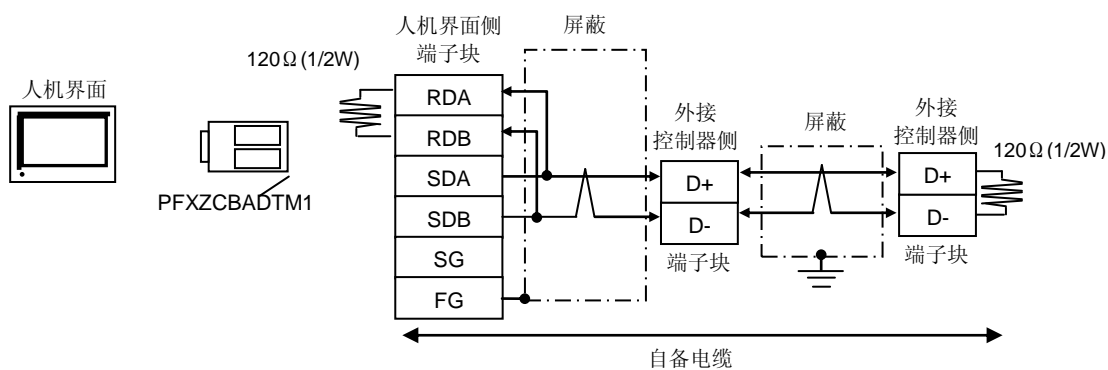 人机界面
PFXZCBADTM1
120Ω(1/2W)
人机界面侧
端子块
RDA
RDB
SDA
SDB
SG
FG
屏蔽
外接
控制器侧
D+
D-
端子块
屏蔽
外接
控制器侧
D+
D-
端子块
120Ω(1/2W)
自备电缆